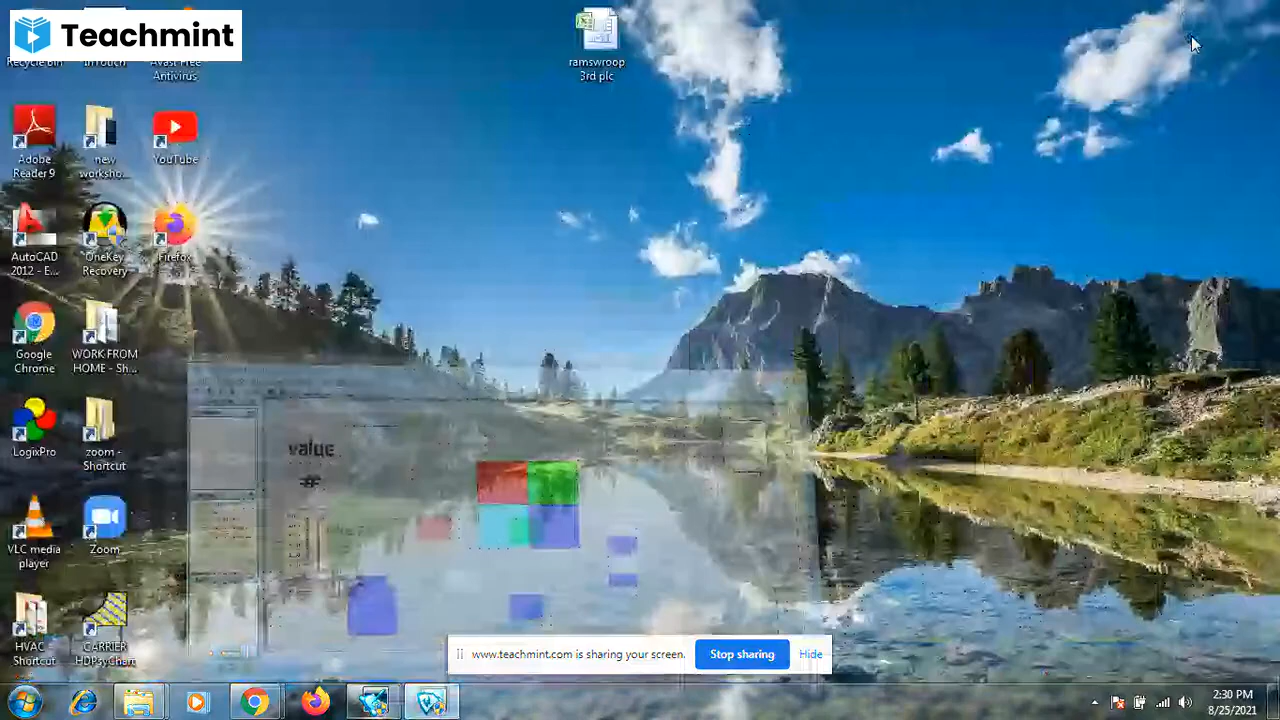 Teachmint
Recycle Bin
InTouch
Avast Free
Antivirus
ramswroop
3rd plc
Adobe
Reader 9
new
worksho...
YouTube
AutoCAD
2012 - E...
OneKey
Recovery
Firefox
Google
Chrome
WORK FROM
HOME - Sh...
LogixPro
zoom -
Shortcut
value
#
VLC media
player
Zoom
HVAC
Shortcut
CARRIER
HDPsyChart
www.teachmint.com is sharing your screen.
Stop sharing
Hide
2:30 PM
8/25/2021